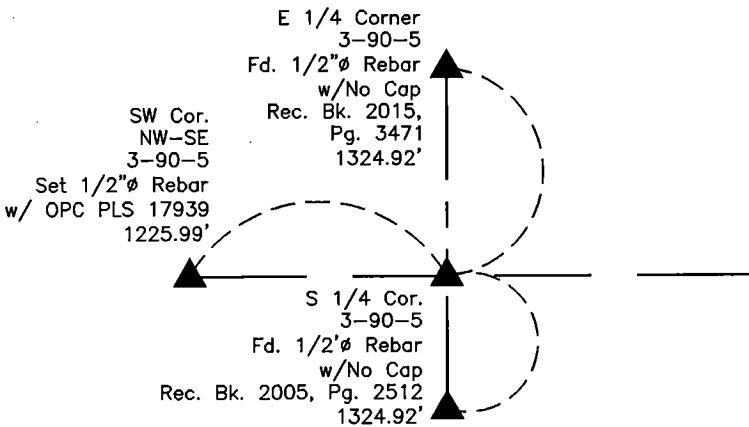 E 1/4 Corner
3-90-5
Fd. 1/2"ø Rebar
w/No Cap
Rec. Bk. 2015,
Pg. 3471
1324.92'
SW Cor.
NW-SE
3-90-5
Set 1/2"ø Rebar
w/ OPC PLS 17939
1225.99'
S 1/4 Cor.
3-90-5
Fd. 1/2'ø Rebar
w/No Cap
Rec. Bk. 2005, Pg. 2512
1324.92'